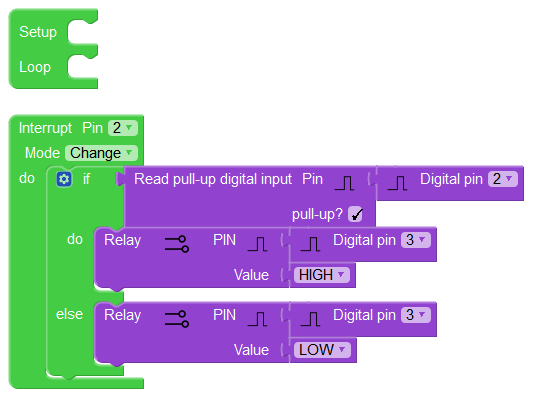 Setup
Loop
Interrupt Pin 2
Mode Change
do if Read pull-up digital input Pin Digital pin 2
pull-up?
do Relay PIN Digital pin 3
Value HIGH
else Relay PIN Digital pin 3
Value LOW